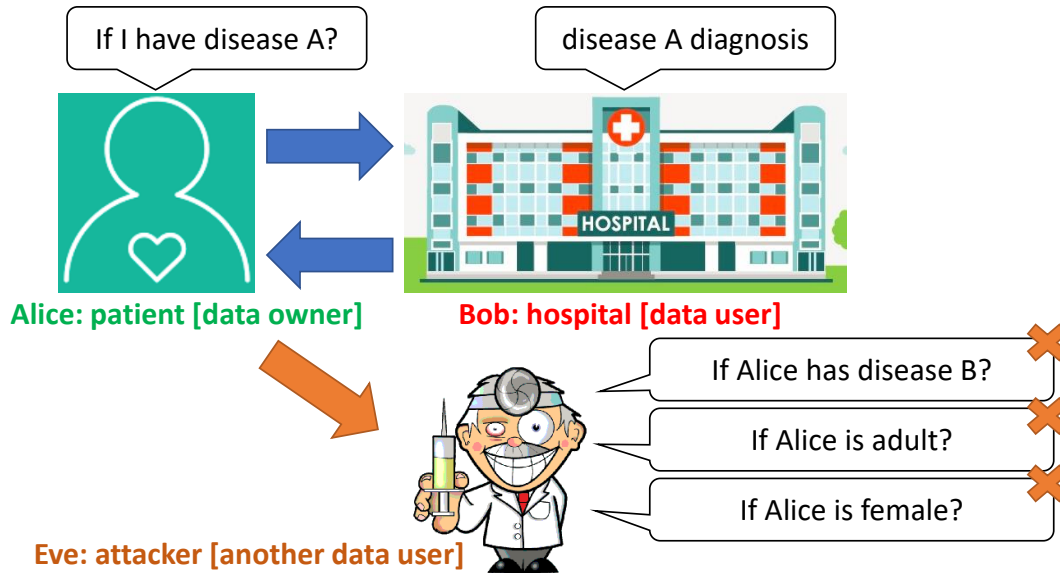 If I have disease A?
disease A diagnosis
HOSPITAL
Alice: patient [data owner]
Bob: hospital [data user]
If Alice has disease B?
If Alice is adult?
If Alice is female?
Eve: attacker [another data user]